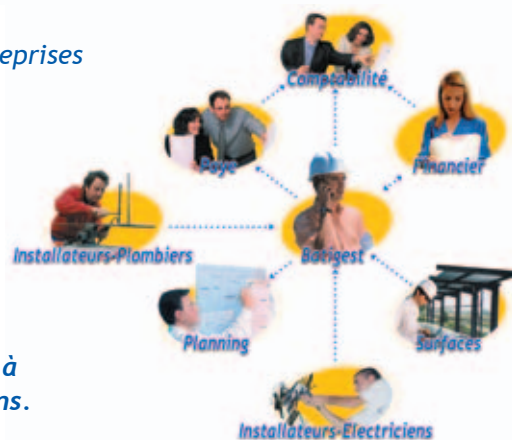 eprises
Comptabilité
Paye
Financier
Installateurs-Plombiers
Batigest
Planning
Surfaces
à
ns.
Installateurs-Electriciens